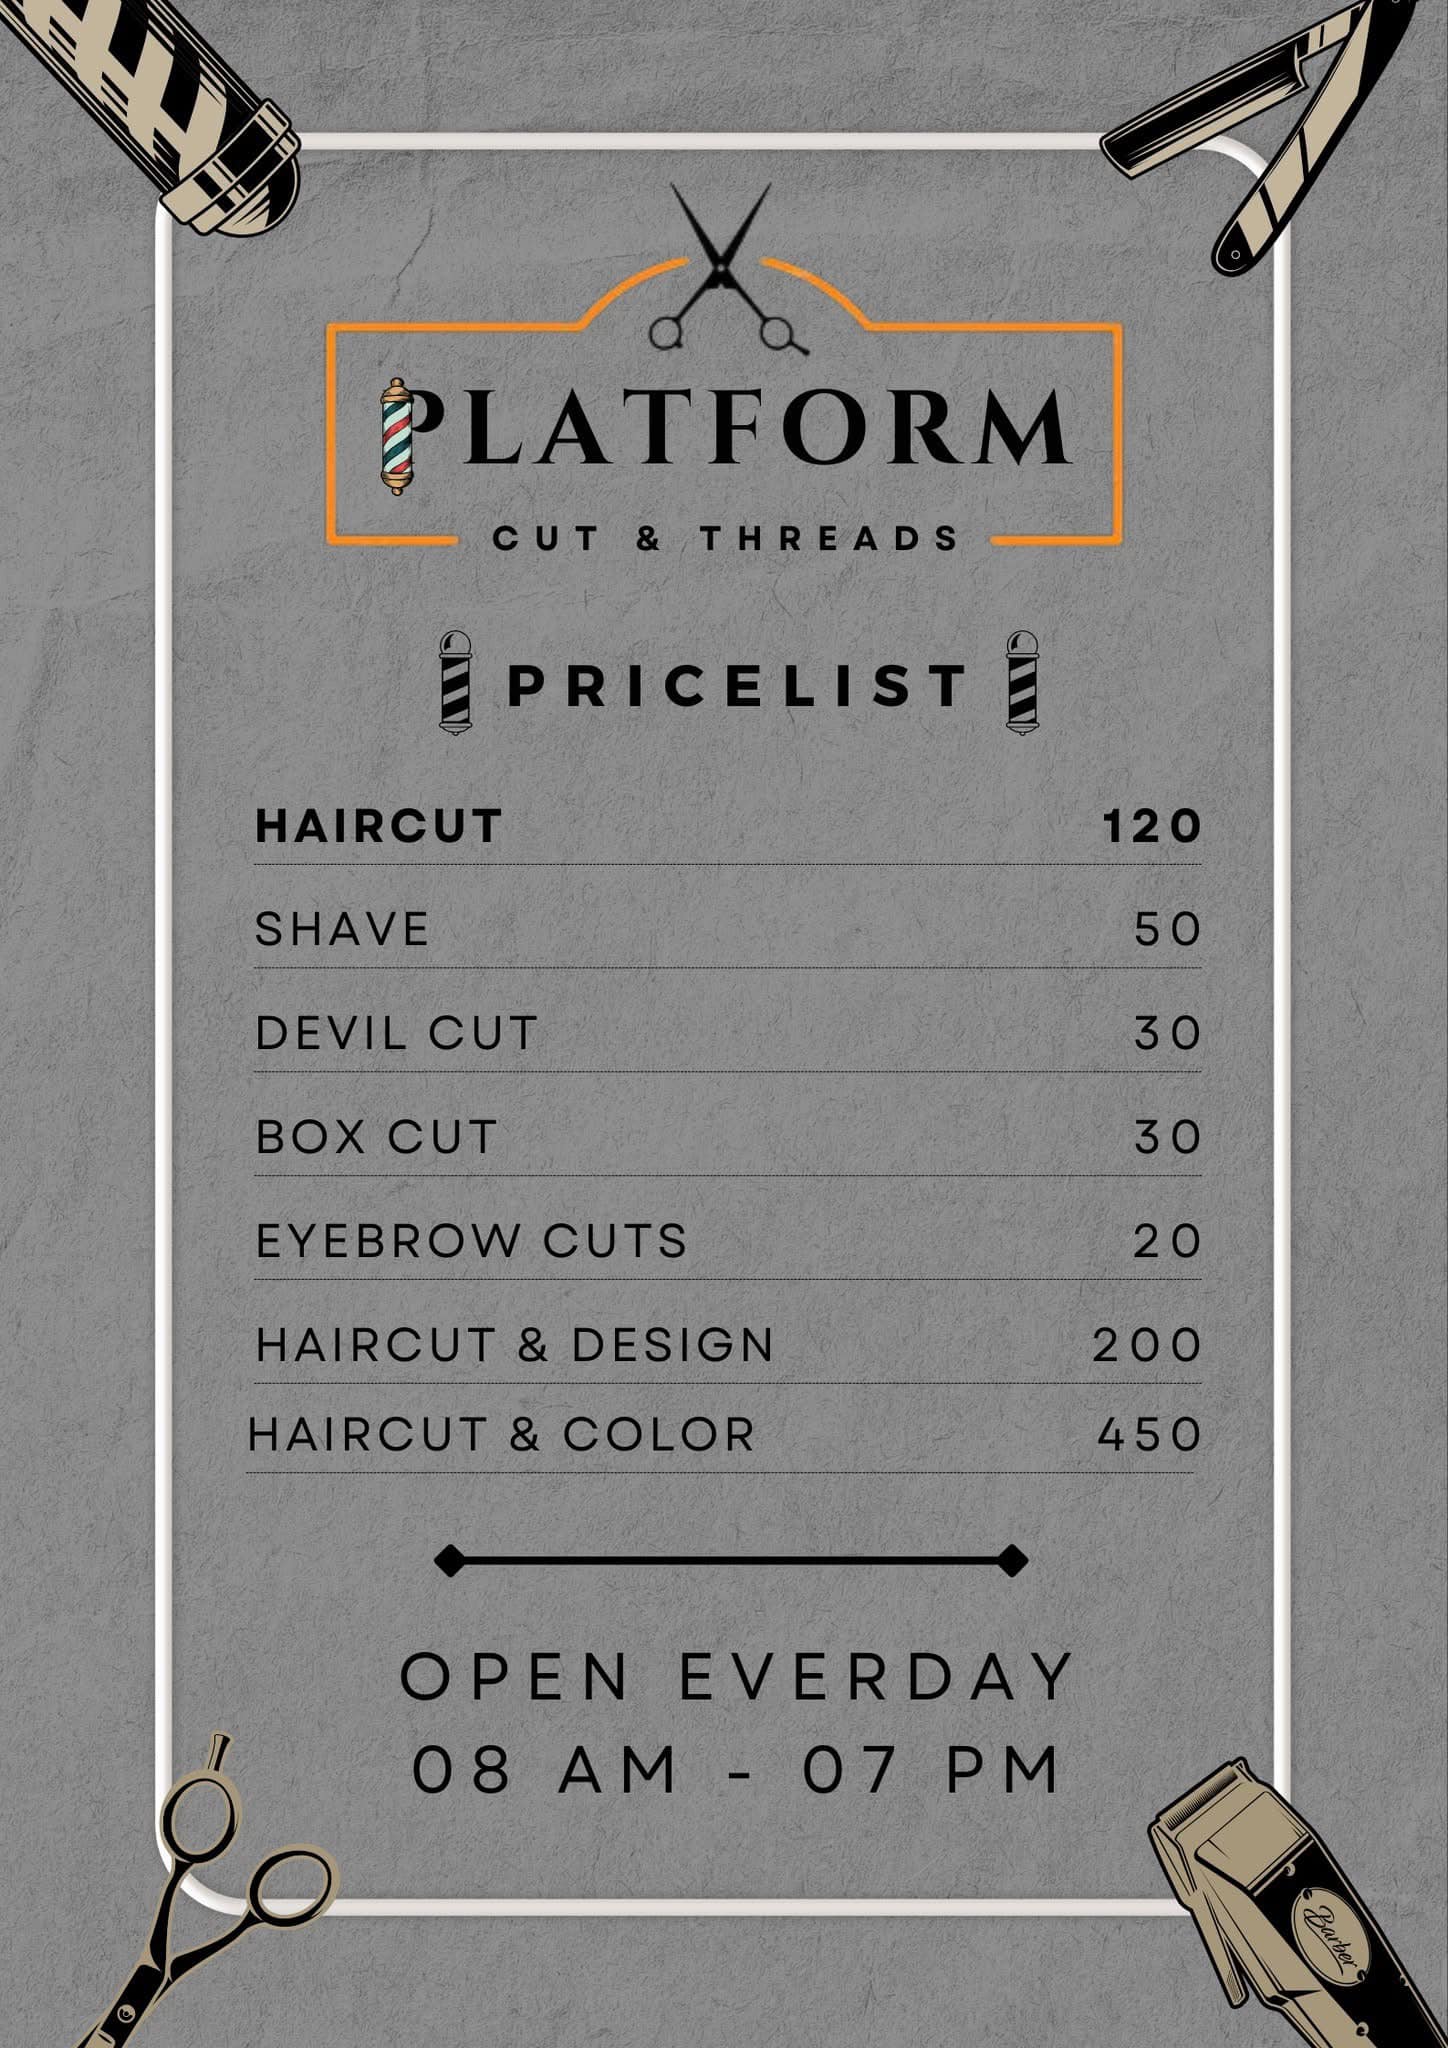 PLATFORM
CUT & THREADS
PRICELIST
HAIRCUT 120
SHAVE 50
DEVIL CUT 30
BOX CUT 30
EYEBROW CUTS 20
HAIRCUT & DESIGN 200
HAIRCUT & COLOR 450
OPEN EVERDAY
08 AM - 07 PM
Barber